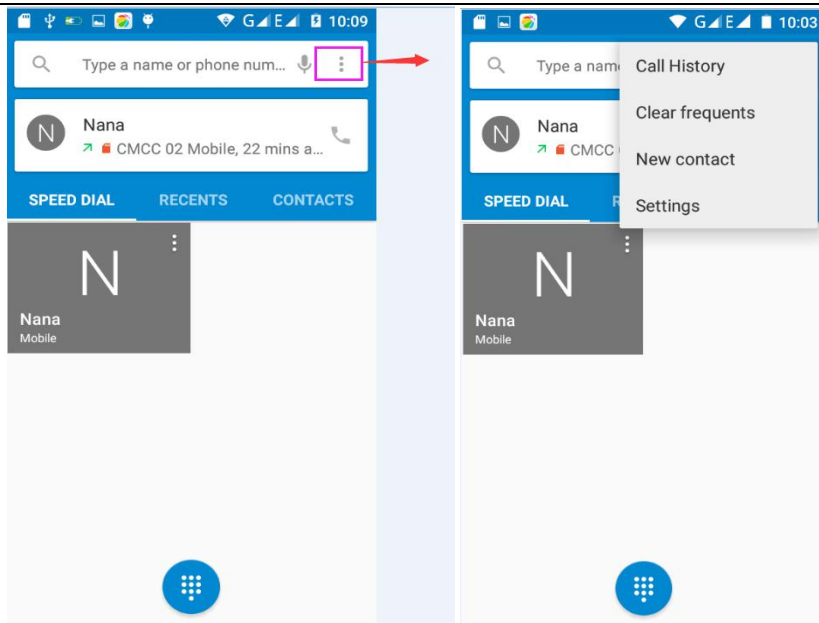 G E 10:09
Type a name or phone num...
N
Nana
CMCC 02 Mobile, 22 mins a...
SPEED DIAL RECENTS CONTACTS
N
Nana
Mobile
G E 10:03
Type a nam
Call History
N
Nana
CMCC
Clear frequents
New contact
SPEED DIAL R
Settings
N
Nana
Mobile